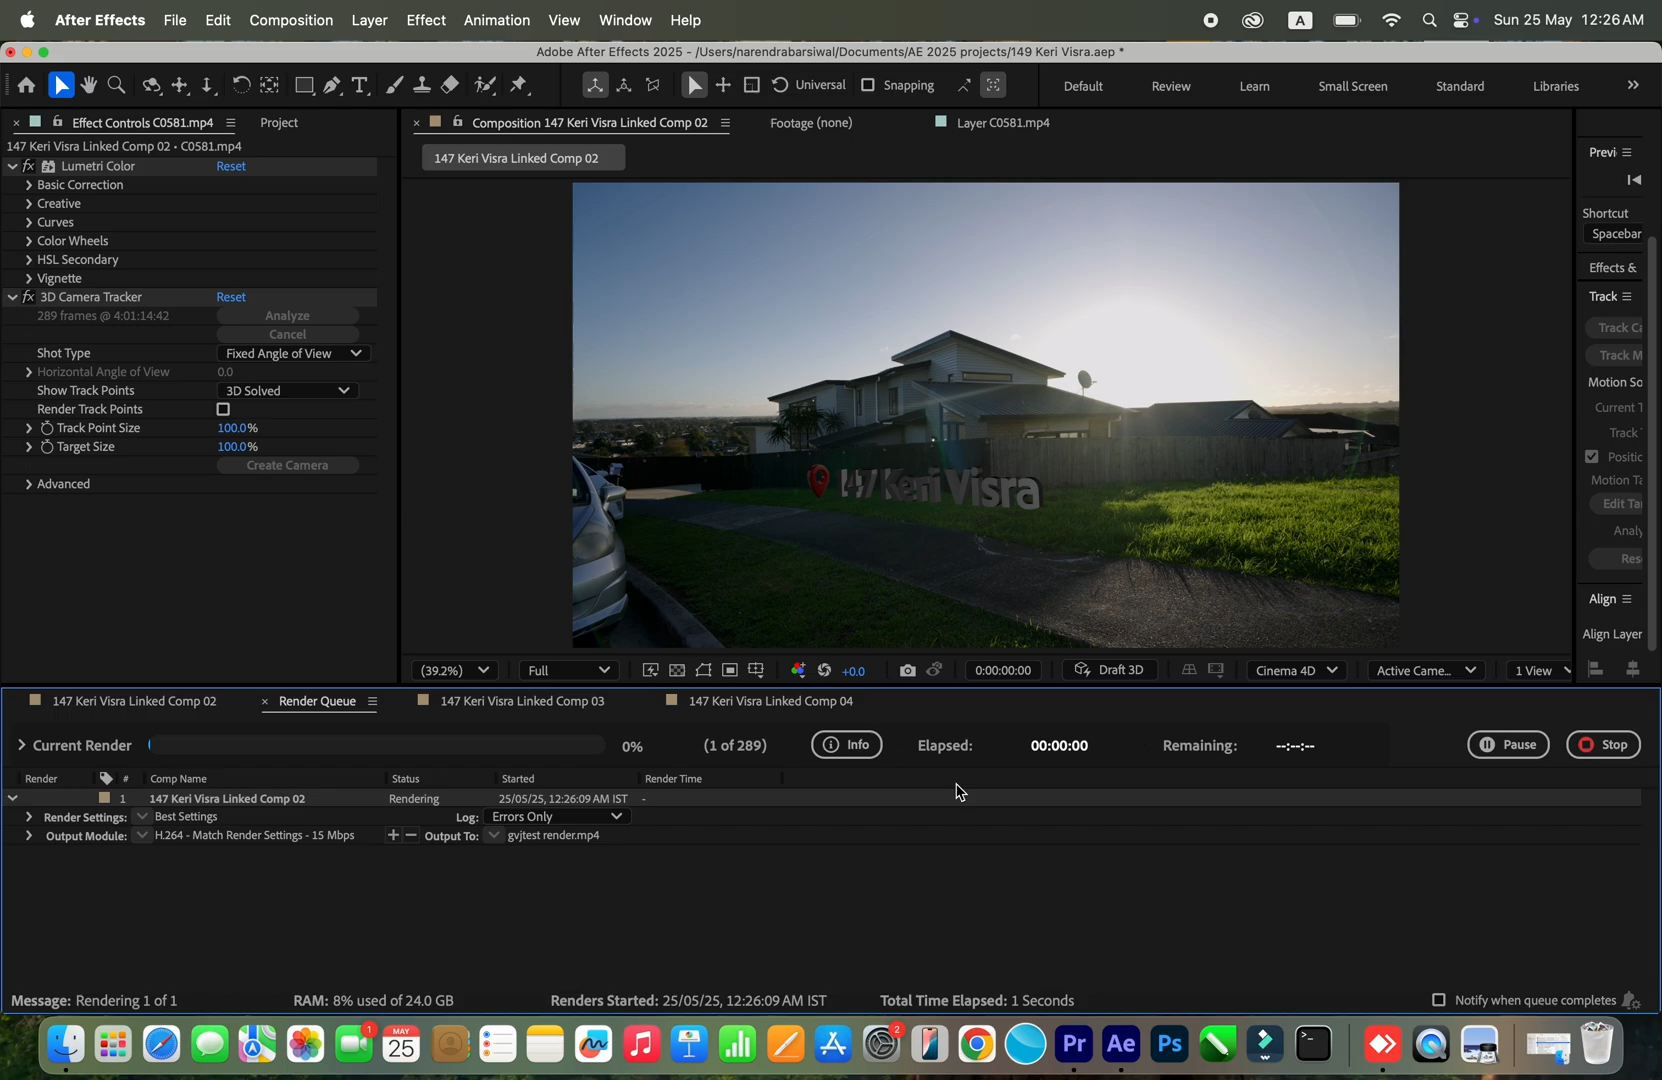 After Effects File Edit Composition Layer Effect Animation View Window Help A Sun 25 May 12:26 AM
Adobe After Effects 2025 - /Users/narendrabarsiwal/Documents/AE 2025 projects/149 Keri Visra.aep *
Universal Snapping Default Review Learn Small Screen Standard Libraries
Effect Controls C0581.mp4 Project Composition 147 Keri Visra Linked Comp 02 Footage (none) Layer C0581.mp4
147 Keri Visra Linked Comp 02 • C0581.mp4
147 Keri Visra Linked Comp 02
fx Lumetri Color Reset
Basic Correction
Creative
Curves
Color Wheels
HSL Secondary
Vignette
fx 3D Camera Tracker Reset
289 frames @ 4:01:14:42 Analyze
Cancel
Shot Type Fixed Angle of View
Horizontal Angle of View 0.0
Show Track Points 3D Solved
Render Track Points
Track Point Size 100.0%
Target Size 100.0%
Create Camera
Advanced
147 Keri Visra
Previ
Shortcut
Spacebar
Effects &
Track
Track Ca
Track M
Motion So
Current T
Track
Positic
Motion Ta
Edit Tar
Analy
Res
Align
Align Layer
(39.2%) Full +0.0 0:00:00:00 Draft 3D Cinema 4D Active Came... 1 View
147 Keri Visra Linked Comp 02 Render Queue 147 Keri Visra Linked Comp 03 147 Keri Visra Linked Comp 04
Current Render 0% (1 of 289) Info Elapsed: 00:00:00 Remaining: --:--:-- Pause Stop
Render # Comp Name Status Started Render Time
1 147 Keri Visra Linked Comp 02 Rendering 25/05/25, 12:26:09 AM IST -
Render Settings: Best Settings Log: Errors Only
Output Module: H.264 - Match Render Settings - 15 Mbps Output To: gvjtest render.mp4
Message: Rendering 1 of 1 RAM: 8% used of 24.0 GB Renders Started: 25/05/25, 12:26:09 AM IST Total Time Elapsed: 1 Seconds Notify when queue completes
1 MAY 25 2 Pr Ae Ps